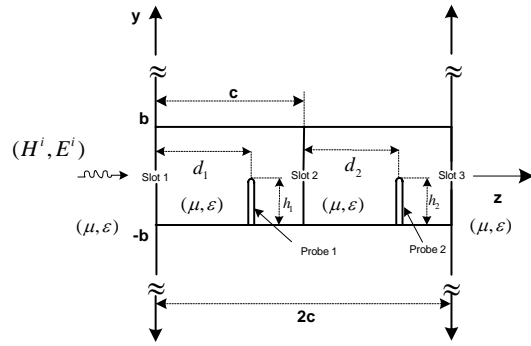 y
c
b
(H^i, E^i)
d_1
d_2
Slot 1
Slot 2
Slot 3
h_1
h_2
z
(μ,ε)
(μ,ε)
(μ,ε)
(μ,ε)
-b
Probe 1
Probe 2
2c